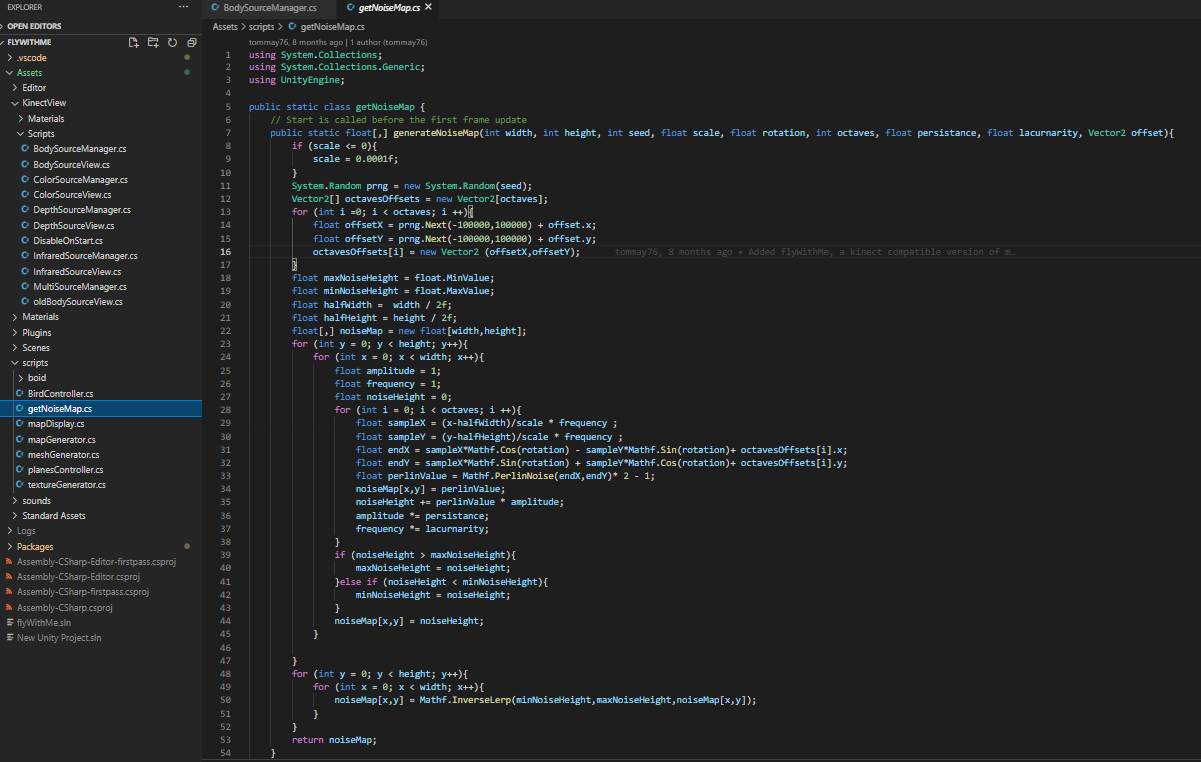 EXPLORER
OPEN EDITORS
FLYWITHME
.vscode
Assets
Editor
KinectView
Materials
Scripts
BodySourceManager.cs
BodySourceView.cs
ColorSourceManager.cs
ColorSourceView.cs
DepthSourceManager.cs
DepthSourceView.cs
DisableOnStart.cs
InfraredSourceManager.cs
InfraredSourceView.cs
MultiSourceManager.cs
oldBodySourceView.cs
Materials
Plugins
Scenes
scripts
boid
BirdController.cs
getNoiseMap.cs
mapDisplay.cs
mapGenerator.cs
meshGenerator.cs
planesController.cs
textureGenerator.cs
sounds
Standard Assets
Logs
Packages
Assembly-CSharp-Editor-firstpass.csproj
Assembly-CSharp-Editor.csproj
Assembly-CSharp-firstpass.csproj
Assembly-CSharp.csproj
flyWithMe.sln
New Unity Project.sln
BodySourceManager.cs getNoiseMap.cs
Assets > scripts > getNoiseMap.cs
tommay76, 8 months ago | 1 author (tommay76)
1 using System.Collections;
2 using System.Collections.Generic;
3 using UnityEngine;
4
5 public static class getNoiseMap {
6 // Start is called before the first frame update
7 public static float[,] generateNoiseMap(int width, int height, int seed, float scale, float rotation, int octaves, float persistance, float lacurnarity, Vector2 offset){
8 if (scale <= 0){
9 scale = 0.0001f;
10 }
11 System.Random prng = new System.Random(seed);
12 Vector2[] octavesOffsets = new Vector2[octaves];
13 for (int i =0; i < octaves; i ++){
14 float offsetX = prng.Next(-100000,100000) + offset.x;
15 float offsetY = prng.Next(-100000,100000) + offset.y;
16 octavesOffsets[i] = new Vector2 (offsetX,offsetY); tommay76, 8 months ago • Added flyWithMe, a kinect compatible version of m…
17 }
18 float maxNoiseHeight = float.MinValue;
19 float minNoiseHeight = float.MaxValue;
20 float halfWidth = width / 2f;
21 float halfHeight = height / 2f;
22 float[,] noiseMap = new float[width,height];
23 for (int y = 0; y < height; y++){
24 for (int x = 0; x < width; x++){
25 float amplitude = 1;
26 float frequency = 1;
27 float noiseHeight = 0;
28 for (int i = 0; i < octaves; i ++){
29 float sampleX = (x-halfWidth)/scale * frequency ;
30 float sampleY = (y-halfHeight)/scale * frequency ;
31 float endX = sampleX*Mathf.Cos(rotation) - sampleY*Mathf.Sin(rotation)+ octavesOffsets[i].x;
32 float endY = sampleX*Mathf.Sin(rotation) + sampleY*Mathf.Cos(rotation)+ octavesOffsets[i].y;
33 float perlinValue = Mathf.PerlinNoise(endX,endY)* 2 - 1;
34 noiseMap[x,y] = perlinValue;
35 noiseHeight += perlinValue * amplitude;
36 amplitude *= persistance;
37 frequency *= lacurnarity;
38 }
39 if (noiseHeight > maxNoiseHeight){
40 maxNoiseHeight = noiseHeight;
41 }else if (noiseHeight < minNoiseHeight){
42 minNoiseHeight = noiseHeight;
43 }
44 noiseMap[x,y] = noiseHeight;
45 }
46
47 }
48 for (int y = 0; y < height; y++){
49 for (int x = 0; x < width; x++){
50 noiseMap[x,y] = Mathf.InverseLerp(minNoiseHeight,maxNoiseHeight,noiseMap[x,y]);
51 }
52 }
53 return noiseMap;
54 }